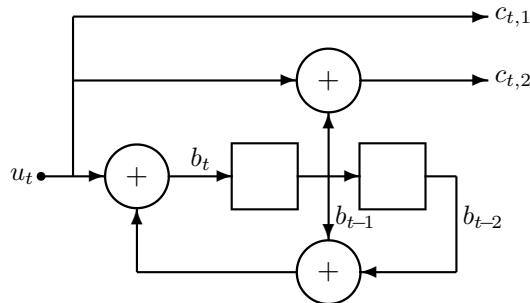 c_{t,1}
+ c_{t,2}
u_t + b_t
b_{t-1} b_{t-2}
+